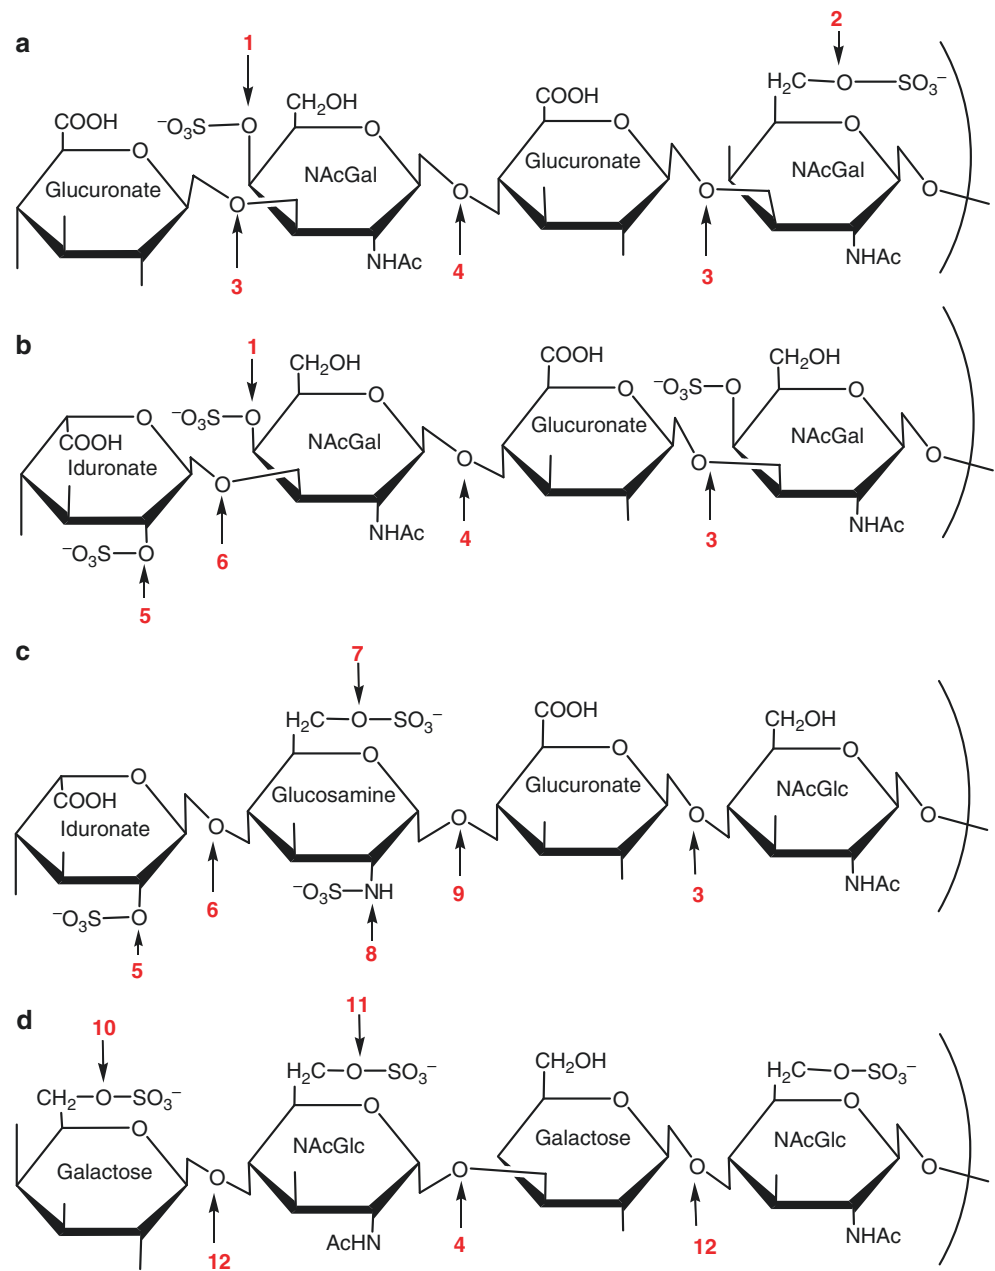 a
1
2
H₂C—O—SO₃⁻
COOH
⁻O₃S—O
CH₂OH
O
COOH
O
O
O
Glucuronate
NAcGal
Glucuronate
NAcGal
O
O
O
O
NHAc
NHAc
3
4
3
b
1
CH₂OH
COOH
CH₂OH
⁻O₃S—O
O
O
⁻O₃S—O
O
O
COOH
Iduronate
NAcGal
Glucuronate
NAcGal
O
O
O
O
NHAc
NHAc
⁻O₃S—O
6
4
3
5
c
7
H₂C—O—SO₃⁻
COOH
CH₂OH
O
O
O
O
COOH
Iduronate
Glucosamine
Glucuronate
NAcGlc
O
O
O
O
⁻O₃S—NH
NHAc
⁻O₃S—O
6
9
3
5
8
d
10
11
CH₂—O—SO₃⁻
H₂C—O—SO₃⁻
CH₂OH
H₂C—O—SO₃⁻
O
O
O
O
Galactose
NAcGlc
Galactose
NAcGlc
O
O
O
O
AcHN
NHAc
12
4
12